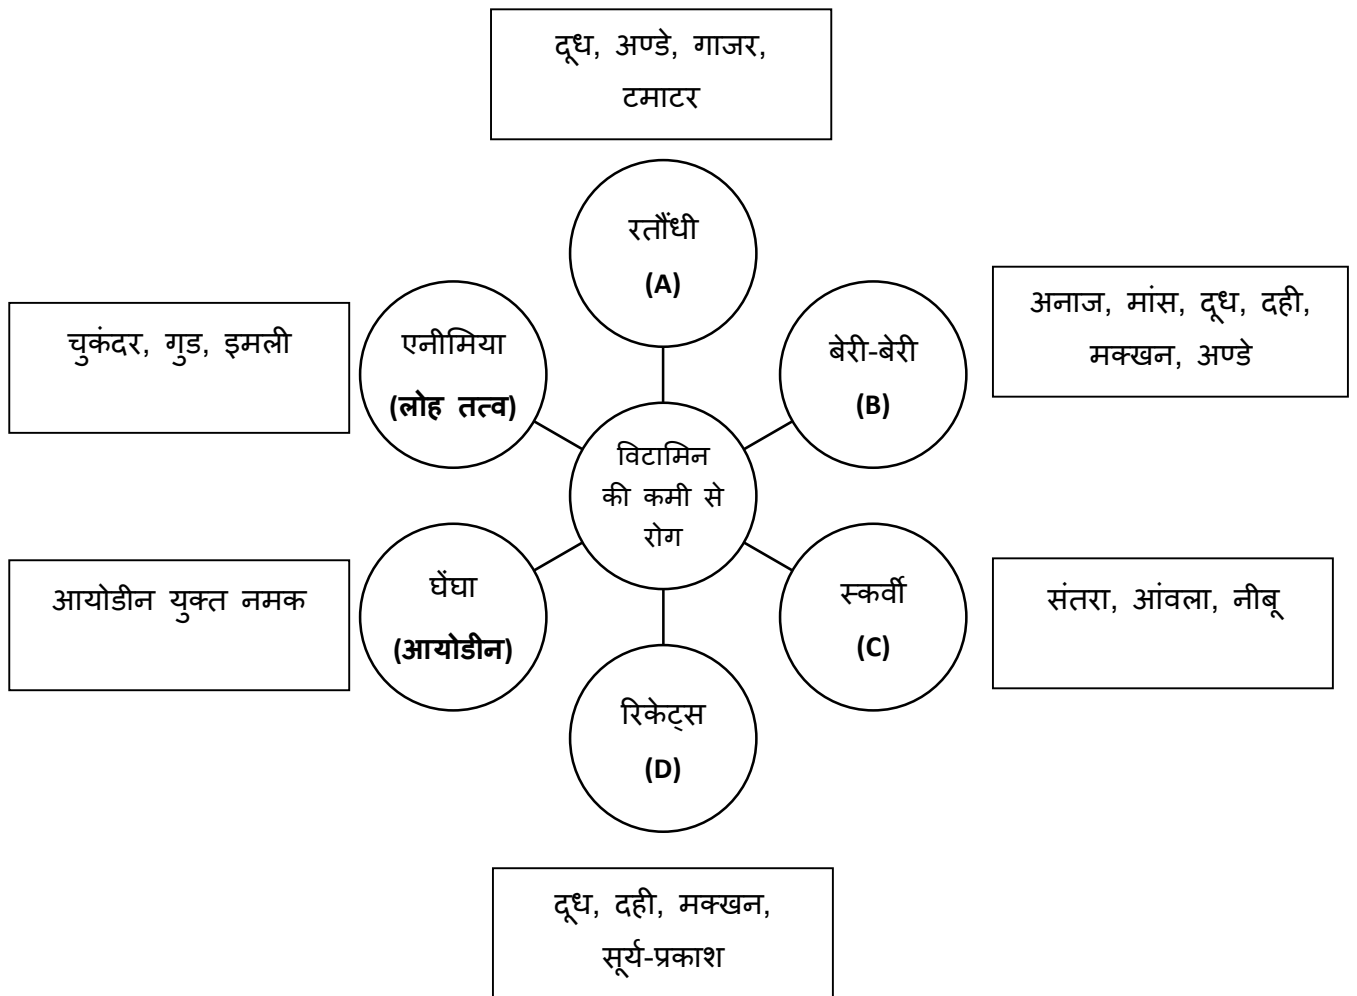 दूध, अण्डे, गाजर,
टमाटर
रतौंधी
(A)
अनाज, मांस, दूध, दही,
मक्खन, अण्डे
बेरी-बेरी
(B)
चुकंदर, गुड, इमली
एनीमिया
(लोह तत्व)
विटामिन
की कमी से
रोग
आयोडीन युक्त नमक
घेंघा
(आयोडीन)
स्कर्वी
(C)
संतरा, आंवला, नीबू
रिकेट्स
(D)
दूध, दही, मक्खन,
सूर्य-प्रकाश